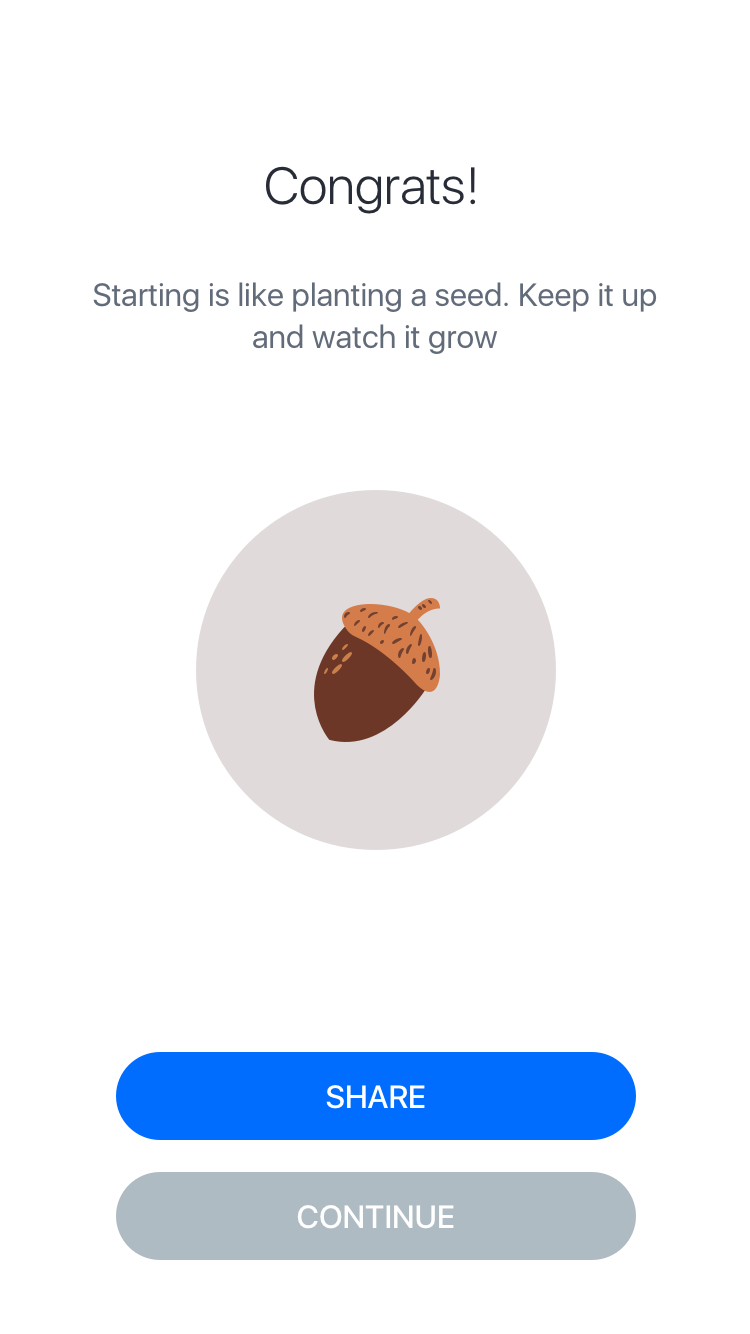 Congrats!
Starting is like planting a seed. Keep it up
and watch it grow
SHARE
CONTINUE